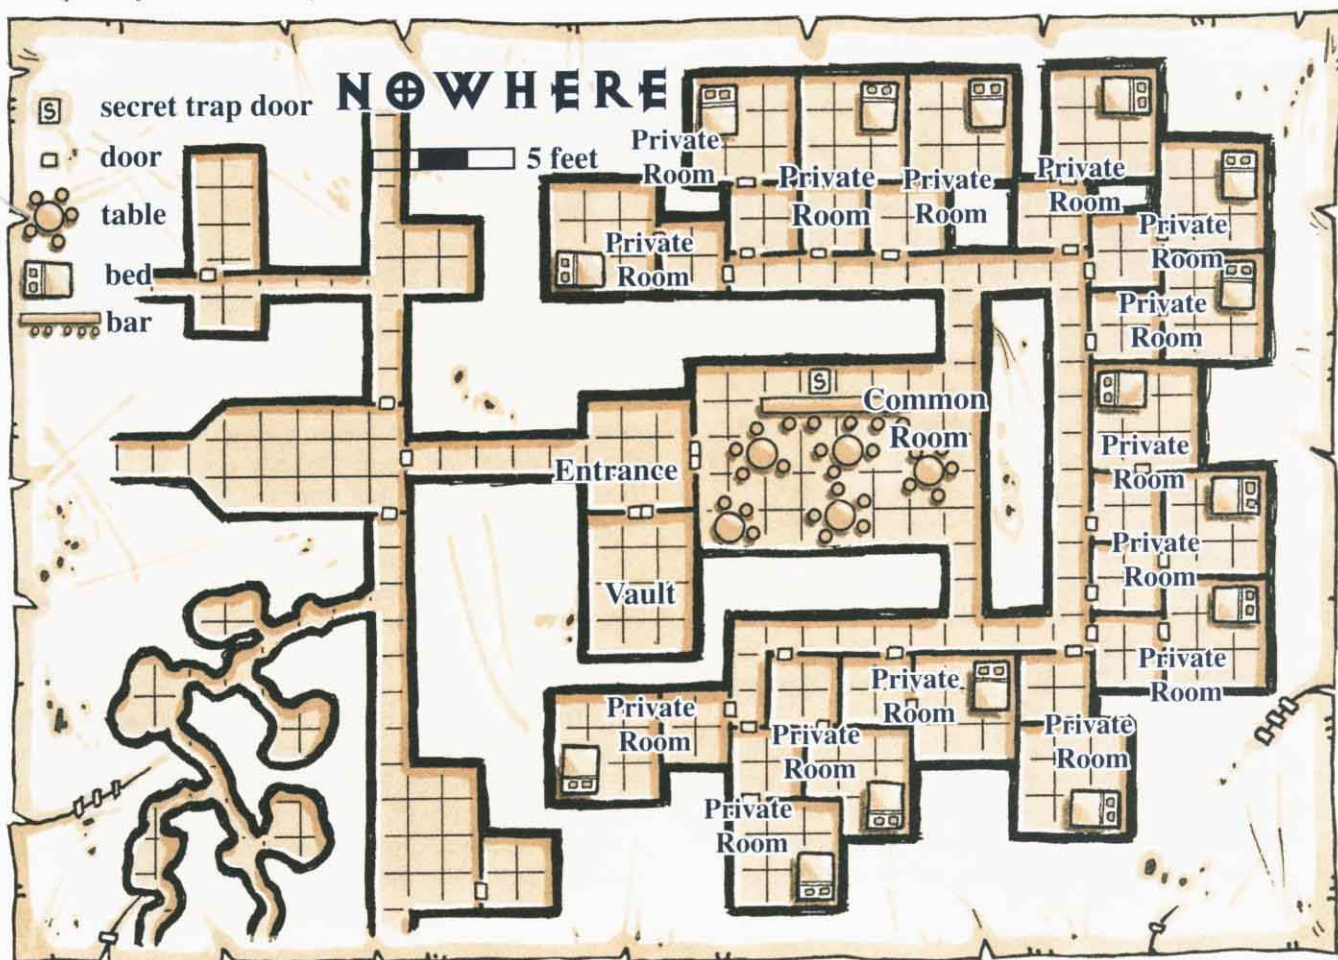 NOWHERE
S
secret trap door
door
table
bed
bar
5 feet
Private
Room
Private
Room
Private
Room
Private
Room
Private
Room
Private
Room
Private
Room
S
Common
Room
Entrance
Vault
Private
Room
Private
Room
Private
Room
Private
Room
Private
Room
Private
Room
Private
Room
Private
Room